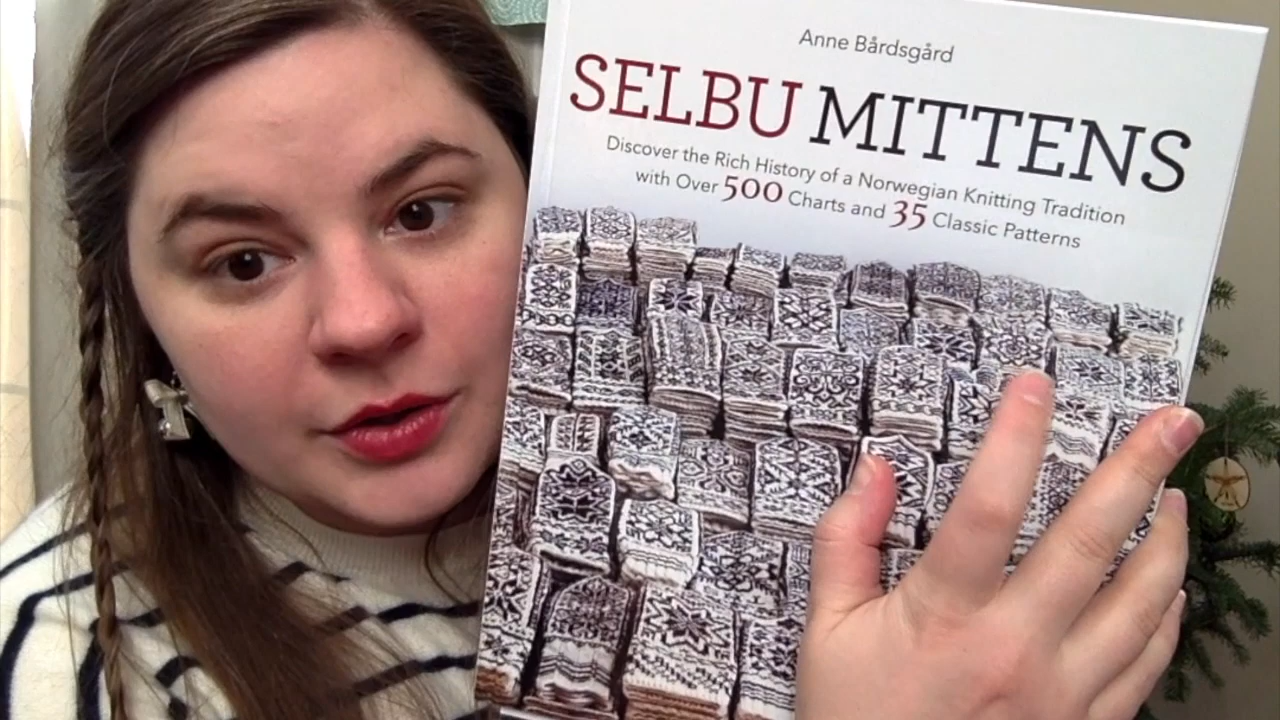 Anne Bårdsgård
SELBU MITTENS
Discover the Rich History of a Norwegian Knitting Tradition
with Over 500 Charts and 35 Classic Patterns